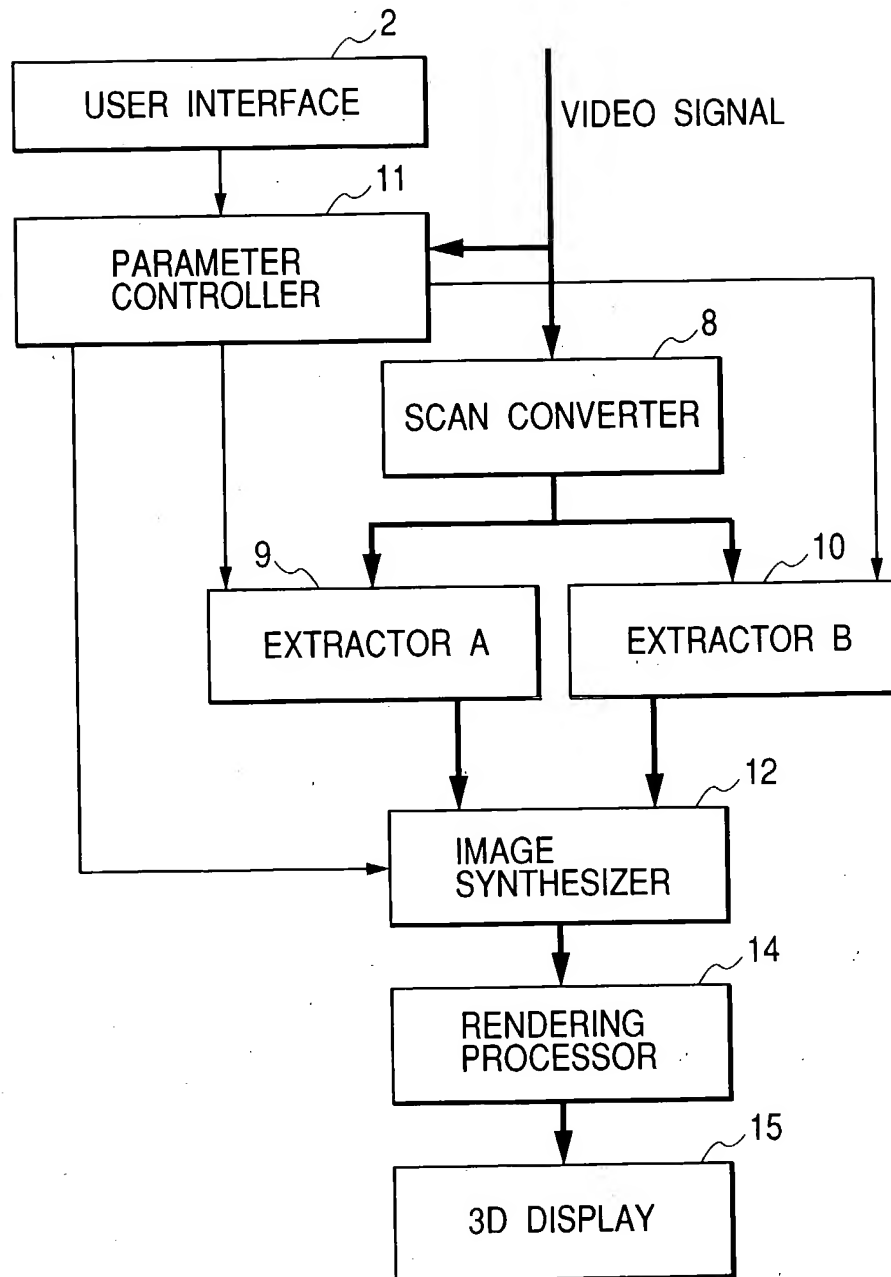 2
USER INTERFACE
VIDEO SIGNAL
11
PARAMETER
CONTROLLER
8
SCAN CONVERTER
9
EXTRACTOR A
10
EXTRACTOR B
12
IMAGE
SYNTHESIZER
14
RENDERING
PROCESSOR
15
3D DISPLAY